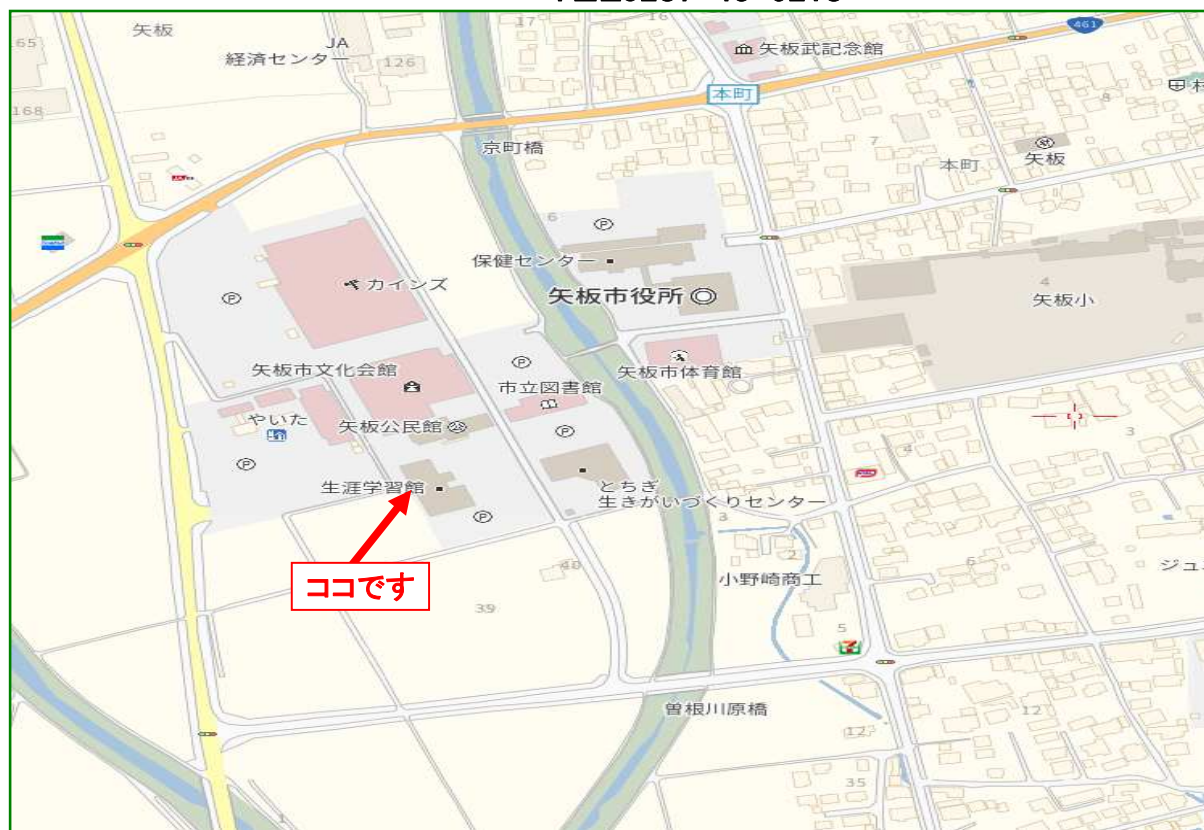 17
16
461
矢板
65
JA
経済センター
126
矢板武記念館
168
本町
8
京町橋
7
本町
矢板
6
保健センター
カインズ
矢板市役所
4
矢板小
矢板市文化会館
市立図書館
矢板市体育館
やいた
矢板公民館
4
3
生涯学習館
とちぎ
生きがいづくりセンター
3
2
ココです
40
39
小野崎商工
6
ジュ
5
曽根川原橋
12
12
35
1